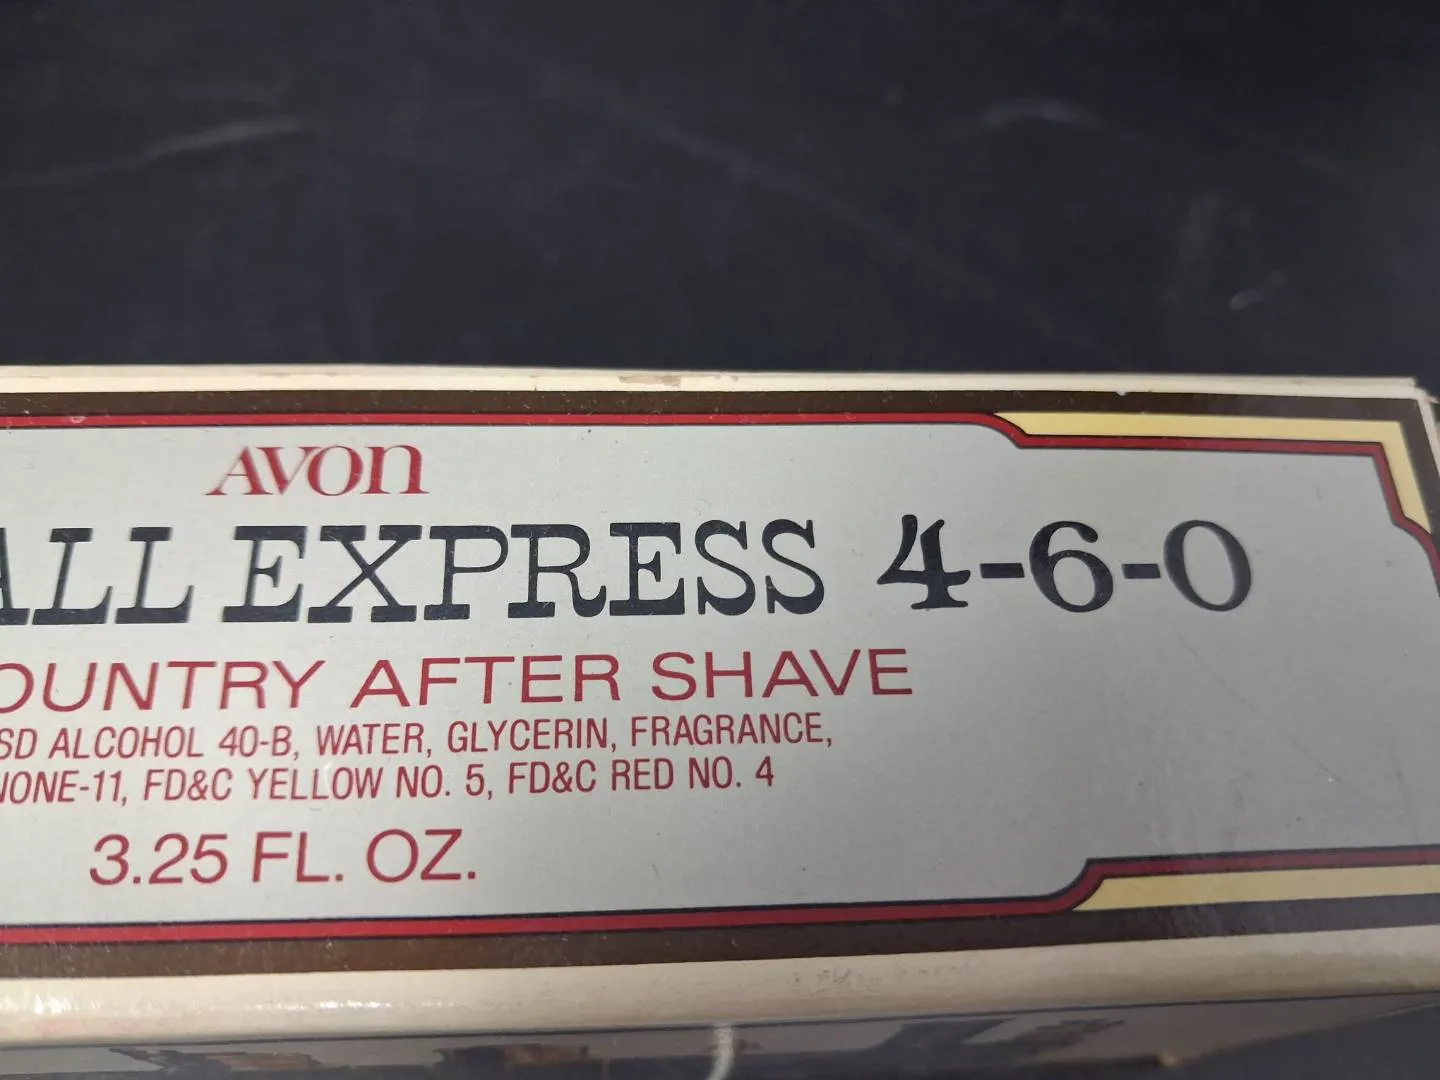 AVON
ALL EXPRESS 4-6-0
OUNTRY AFTER SHAVE
SD ALCOHOL 40-B, WATER, GLYCERIN, FRAGRANCE,
NONE-11, FD&C YELLOW NO. 5, FD&C RED NO. 4
3.25 FL. OZ.